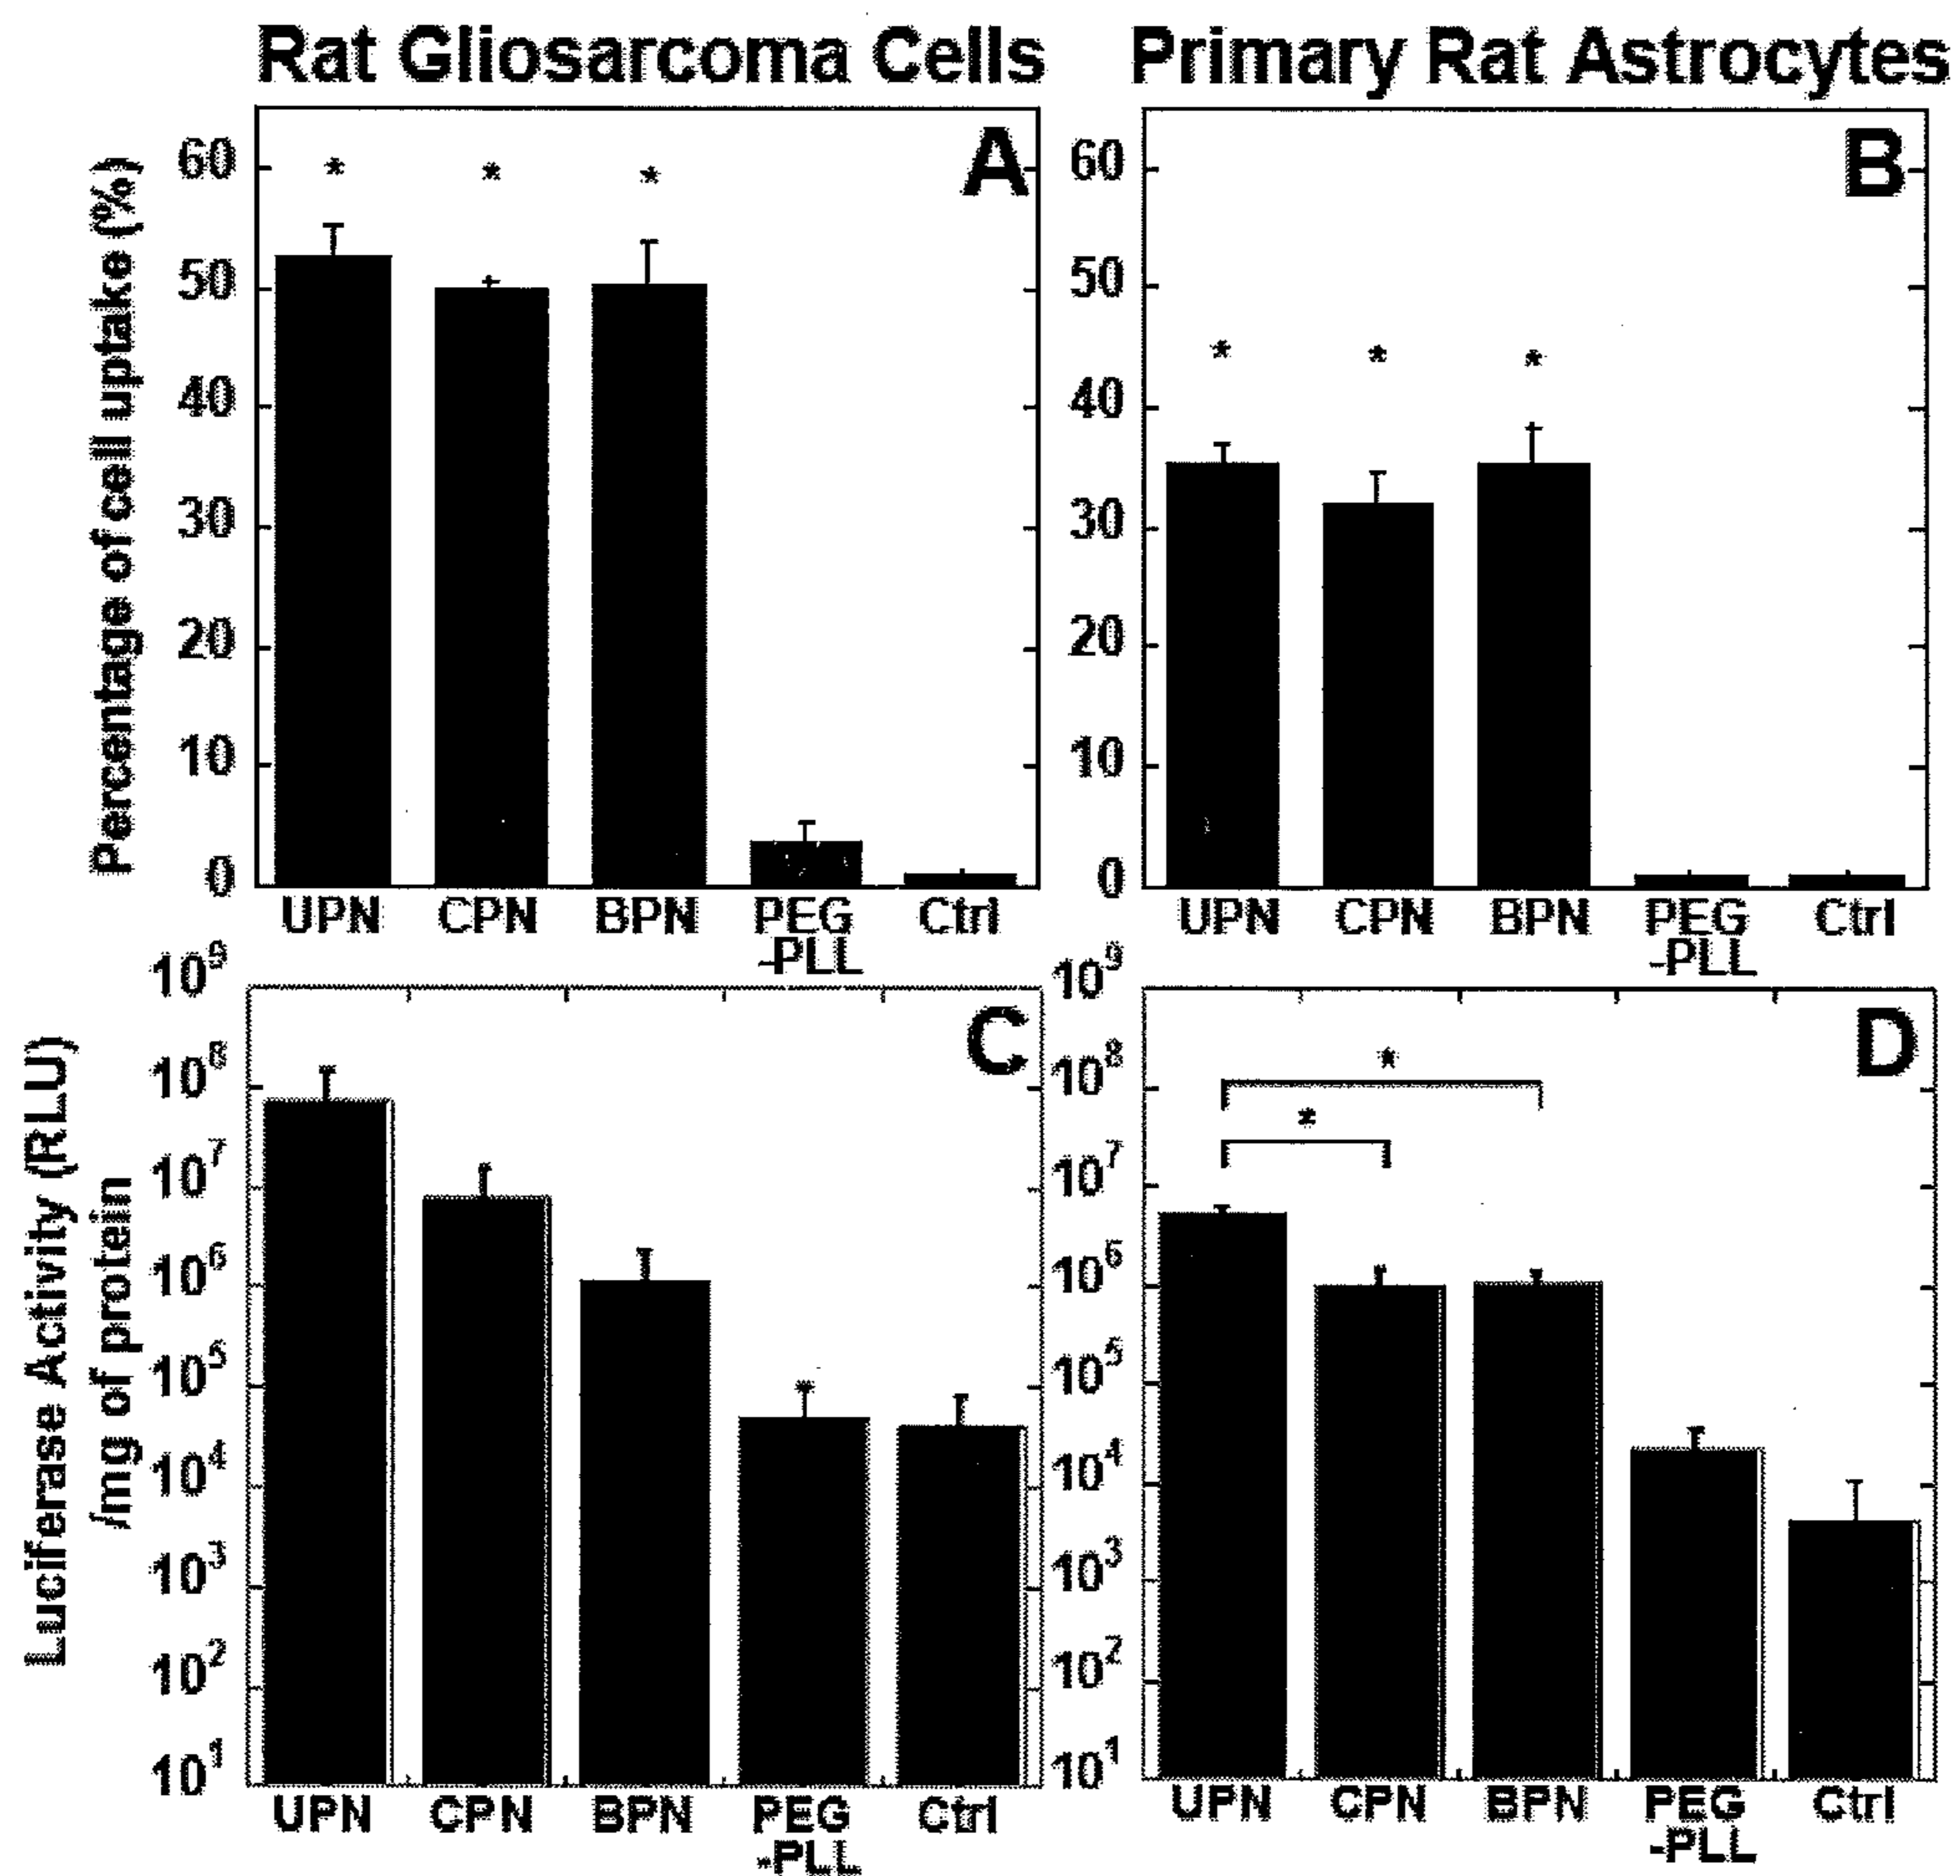 Rat Gliosarcoma Cells
Primary Rat Astrocytes
Percentage of cell uptake (%)
60
50
40
30
20
10
0
A
*
*
*
UPN
CPN
BPN
PEG
-PLL
Ctrl
60
50
40
30
20
10
0
B
*
*
*
UPN
CPN
BPN
PEG
-PLL
Ctrl
Luciferase Activity (RLU)
/mg of protein
10⁹
10⁸
10⁷
10⁶
10⁵
10⁴
10³
10²
10¹
C
UPN
CPN
BPN
PEG
-PLL
Ctrl
10⁹
10⁸
10⁷
10⁶
10⁵
10⁴
10³
10²
10¹
D
*
*
UPN
CPN
BPN
PEG
-PLL
Ctrl